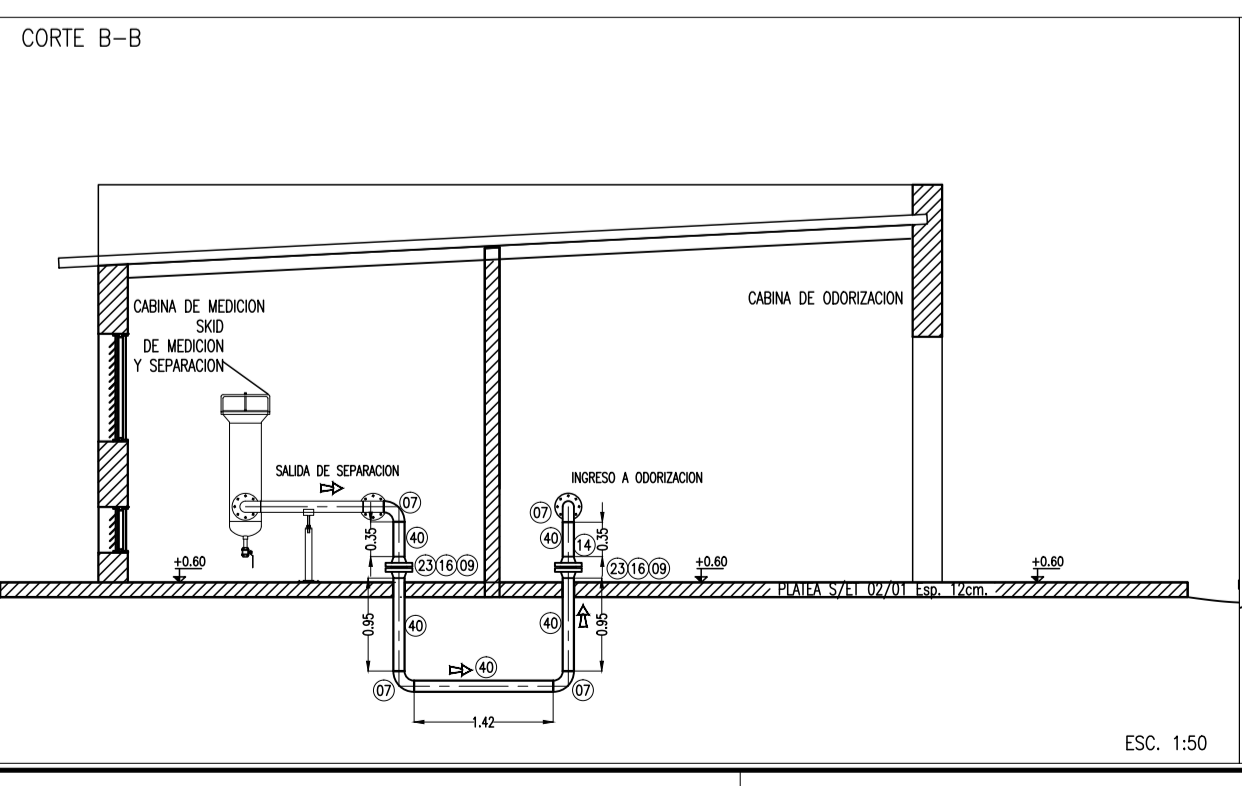 CORTE B-B
CABINA DE MEDICION
SKID
DE MEDICION
Y SEPARACION
CABINA DE ODORIZACION
SALIDA DE SEPARACION
INGRESO A ODORIZACION
07
07
40
0.35
40
14
0.35
23 16 09
23 16 09
+0.60
+0.60
+0.60
PLATEA S/ET 02/01 Esp. 12cm.
0.95
40
40
0.95
40
07
07
1.42
ESC. 1:50